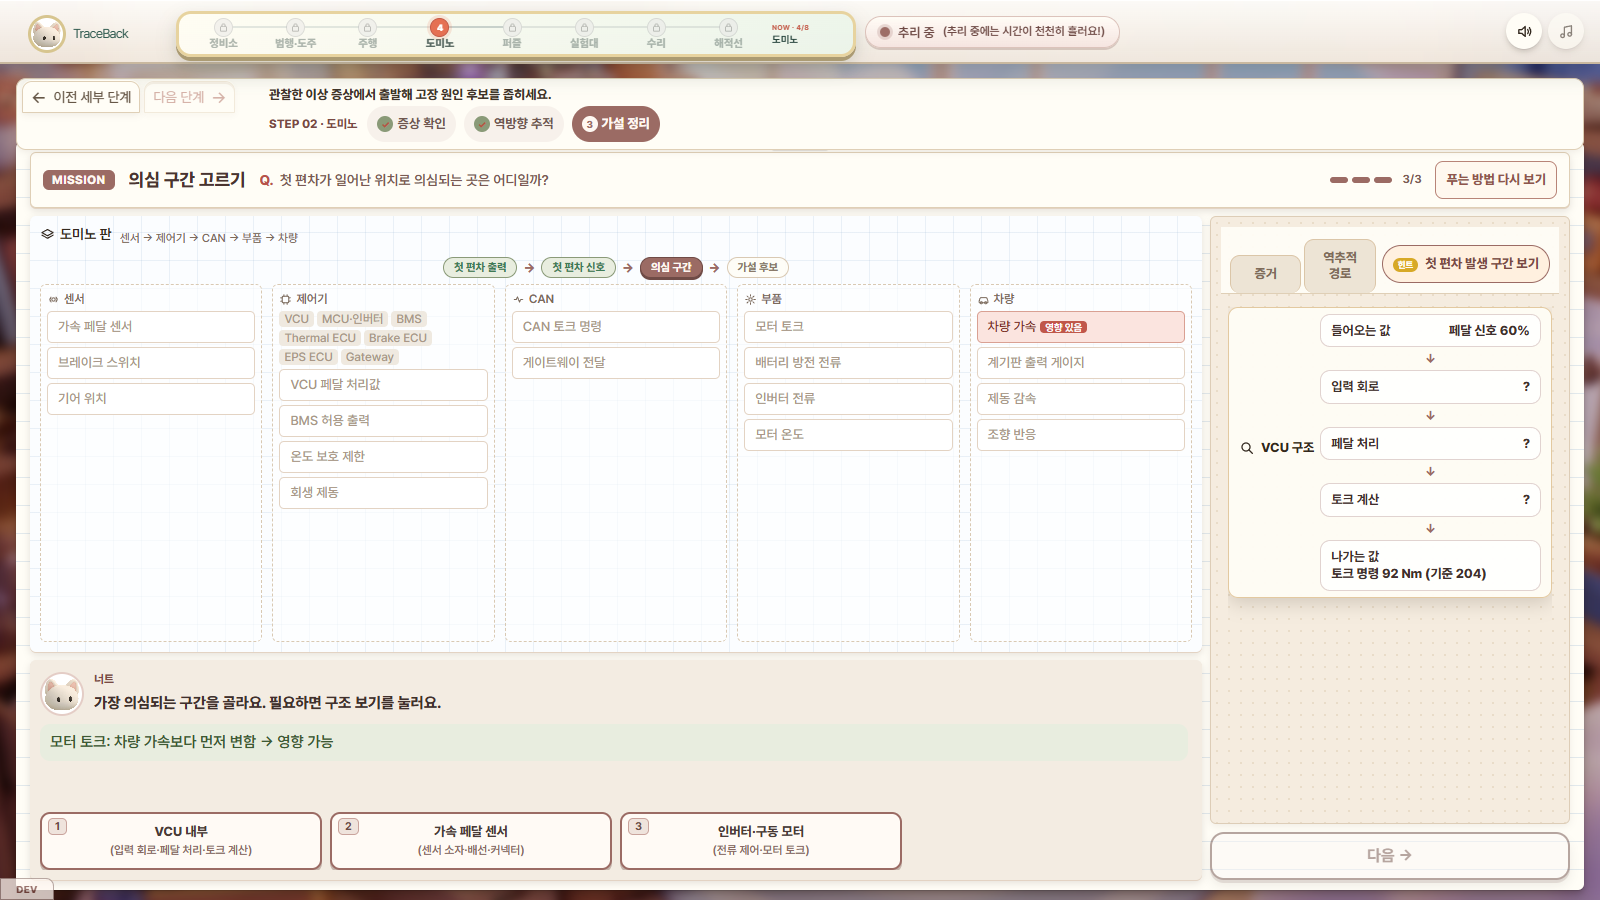 TraceBack
정비소
범행·도주
주행
4
도미노
퍼즐
실험대
수리
해적선
NOW · 4/8
도미노
추리 중 (추리 중에는 시간이 천천히 흘러요!)
← 이전 세부 단계
다음 단계 →
관찰한 이상 증상에서 출발해 고장 원인 후보를 좁히세요.
STEP 02 · 도미노
증상 확인
역방향 추적
3 가설 정리
MISSION
의심 구간 고르기
Q. 첫 편차가 일어난 위치로 의심되는 곳은 어디일까?
3/3
푸는 방법 다시 보기
도미노 판
센서 → 제어기 → CAN → 부품 → 차량
첫 편차 출력 → 첫 편차 신호 → 의심 구간 → 가설 후보
센서
가속 페달 센서
브레이크 스위치
기어 위치
제어기
VCU MCU·인버터 BMS
Thermal ECU Brake ECU
EPS ECU Gateway
VCU 페달 처리값
BMS 허용 출력
온도 보호 제한
회생 제동
CAN
CAN 토크 명령
게이트웨이 전달
부품
모터 토크
배터리 방전 전류
인버터 전류
모터 온도
차량
차량 가속 영향 있음
계기판 출력 게이지
제동 감속
조향 반응
증거
역추적
경로
힌트 첫 편차 발생 구간 보기
VCU 구조
들어오는 값 페달 신호 60%
↓
입력 회로 ?
↓
페달 처리 ?
↓
토크 계산 ?
↓
나가는 값
토크 명령 92 Nm (기준 204)
너트
가장 의심되는 구간을 골라요. 필요하면 구조 보기를 눌러요.
모터 토크: 차량 가속보다 먼저 변함 → 영향 가능
1
VCU 내부
(입력 회로·페달 처리·토크 계산)
2
가속 페달 센서
(센서 소자·배선·커넥터)
3
인버터·구동 모터
(전류 제어·모터 토크)
다음 →
DEV